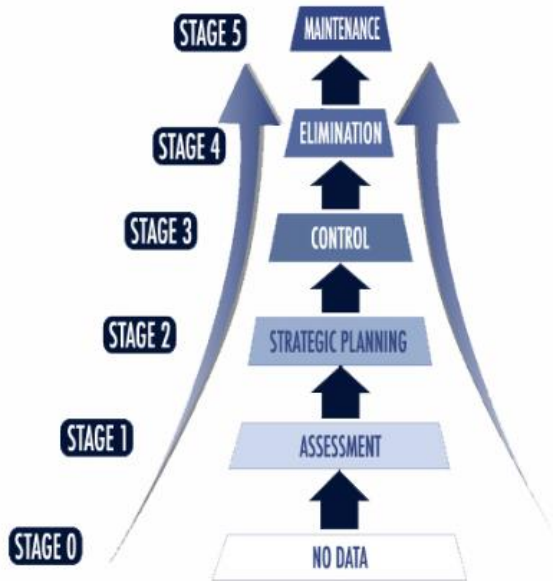 STAGE 5
MAINTENANCE
STAGE 4
ELIMINATION
STAGE 3
CONTROL
STAGE 2
STRATEGIC PLANNING
STAGE 1
ASSESSMENT
STAGE 0
NO DATA